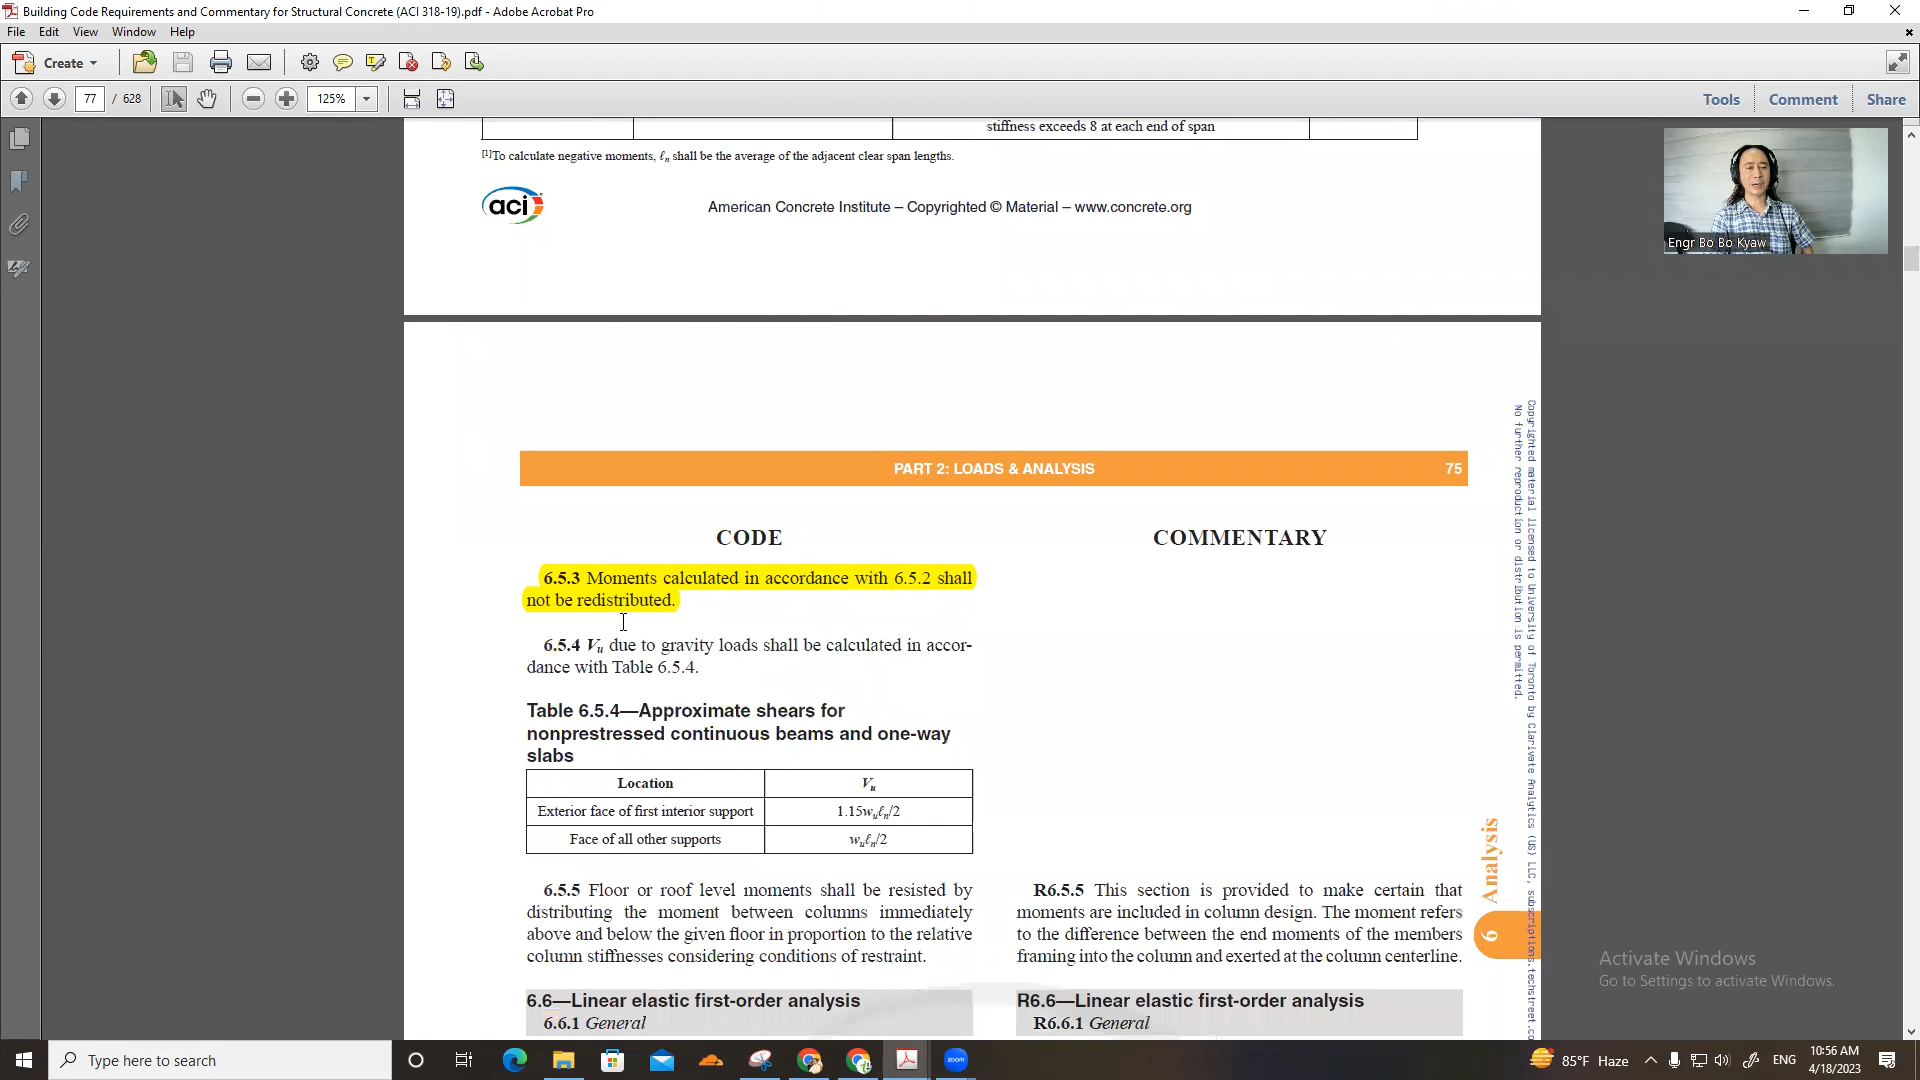 Building Code Requirements and Commentary for Structural Concrete (ACI 318-19).pdf - Adobe Acrobat Pro
File Edit View Window Help
Create
77 / 628 125% Tools Comment Share
stiffness exceeds 8 at each end of span
[1]To calculate negative moments, ℓn shall be the average of the adjacent clear span lengths.
aci American Concrete Institute – Copyrighted © Material – www.concrete.org
Engr Bo Bo Kyaw
PART 2: LOADS & ANALYSIS 75
CODE
6.5.3 Moments calculated in accordance with 6.5.2 shall
not be redistributed.
6.5.4 Vu due to gravity loads shall be calculated in accor-
dance with Table 6.5.4.
Table 6.5.4—Approximate shears for
nonprestressed continuous beams and one-way
slabs
Location Vu
Exterior face of first interior support 1.15wuℓn/2
Face of all other supports wuℓn/2
6.5.5 Floor or roof level moments shall be resisted by
distributing the moment between columns immediately
above and below the given floor in proportion to the relative
column stiffnesses considering conditions of restraint.
6.6—Linear elastic first-order analysis
6.6.1 General
COMMENTARY
R6.5.5 This section is provided to make certain that
moments are included in column design. The moment refers
to the difference between the end moments of the members
framing into the column and exerted at the column centerline.
R6.6—Linear elastic first-order analysis
R6.6.1 General
6 Analysis
Copyrighted material licensed to University of Toronto by Clarivate Analytics (US) LLC, subscriptions.techstreet.c
No further reproduction or distribution is permitted.
Activate Windows
Go to Settings to activate Windows.
Type here to search
zoom
85°F Haze
ENG
10:56 AM
4/18/2023